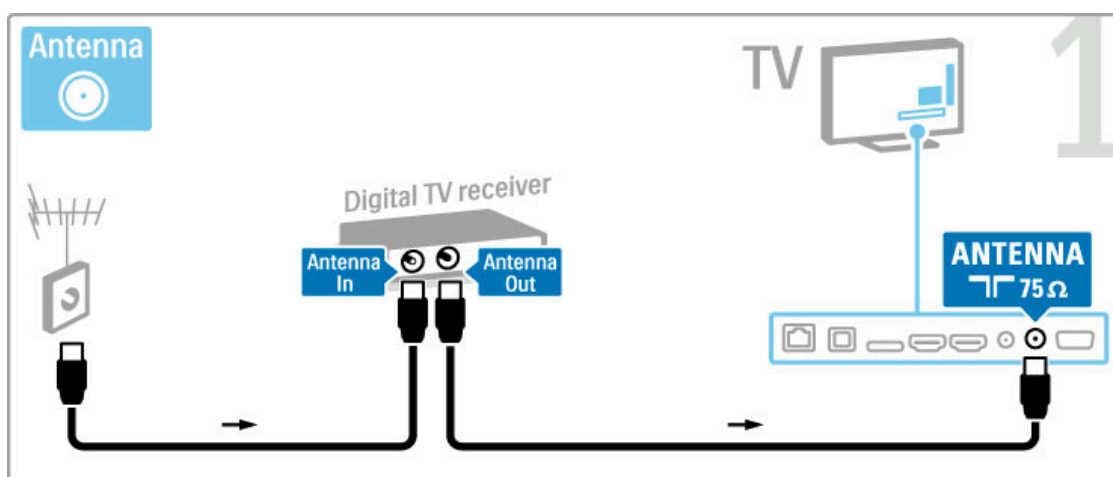 Antenna
TV
1
Digital TV receiver
Antenna
In
Antenna
Out
ANTENNA
75 Ω